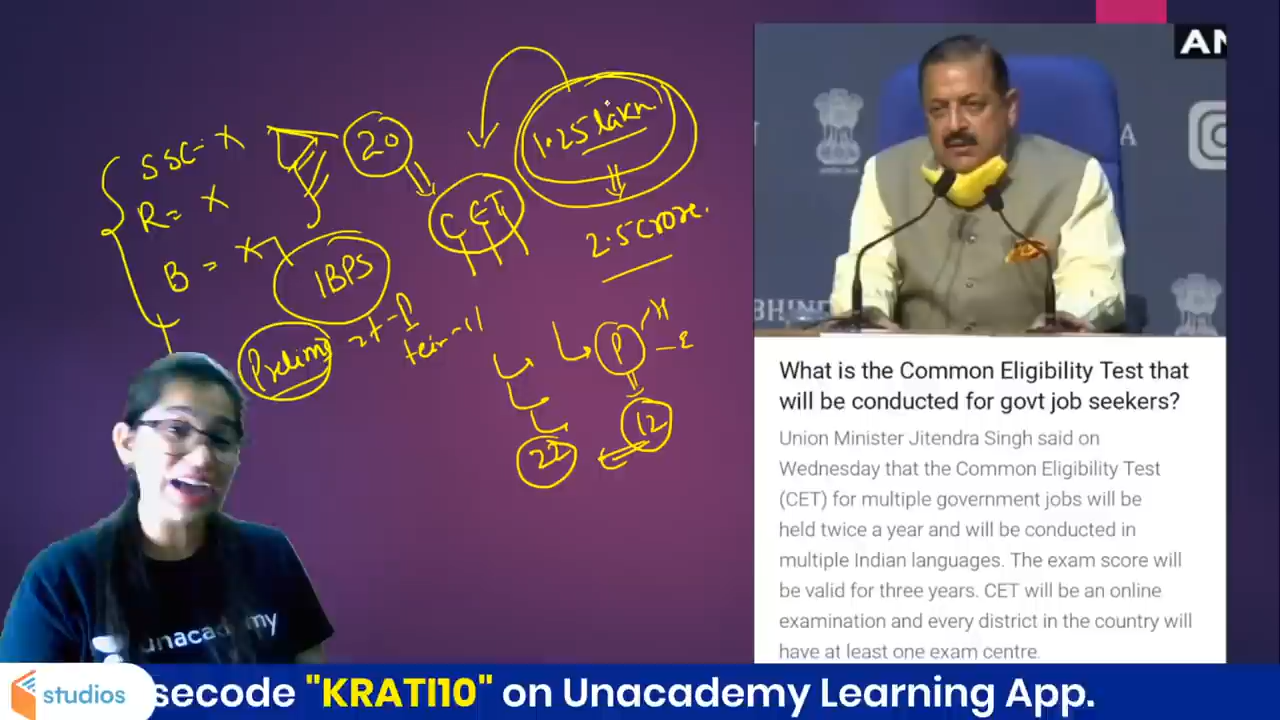 AN
SSC - X
20
1.25 lakh
R = X
CCT
2.5 crore.
B = X
IBPS
Prelims
P
H
E
12
22
ABHIND
What is the Common Eligibility Test that
will be conducted for govt job seekers?
Union Minister Jitendra Singh said on
Wednesday that the Common Eligibility Test
(CET) for multiple government jobs will be
held twice a year and will be conducted in
multiple Indian languages. The exam score will
be valid for three years. CET will be an online
examination and every district in the country will
have at least one exam centre.
unacademy
studios
secode "KRATI10" on Unacademy Learning App.